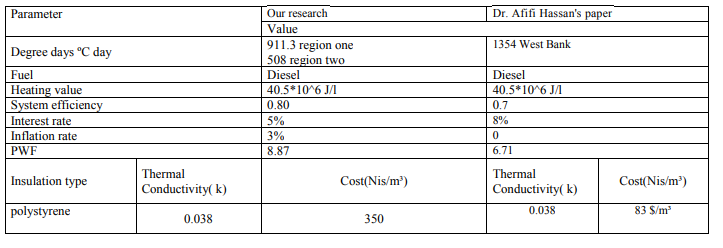 Parameter Our research Dr. Afifi Hassan's paper
Value
Degree days ºC day 911.3 region one 1354 West Bank
508 region two
Fuel Diesel Diesel
Heating value 40.5*10^6 J/l 40.5*10^6 J/l
System efficiency 0.80 0.7
Interest rate 5% 8%
Inflation rate 3% 0
PWF 8.87 6.71
Insulation type Thermal Conductivity( k) Cost(Nis/m³) Thermal Conductivity( k) Cost(Nis/m³)
polystyrene 0.038 350 0.038 83 $/m³